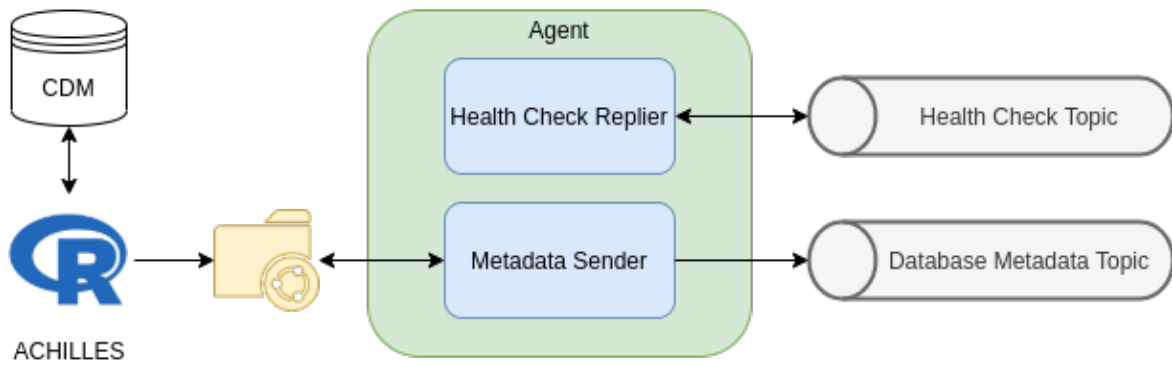 Agent
CDM
Health Check Replier
Health Check Topic
R
Metadata Sender
Database Metadata Topic
ACHILLES